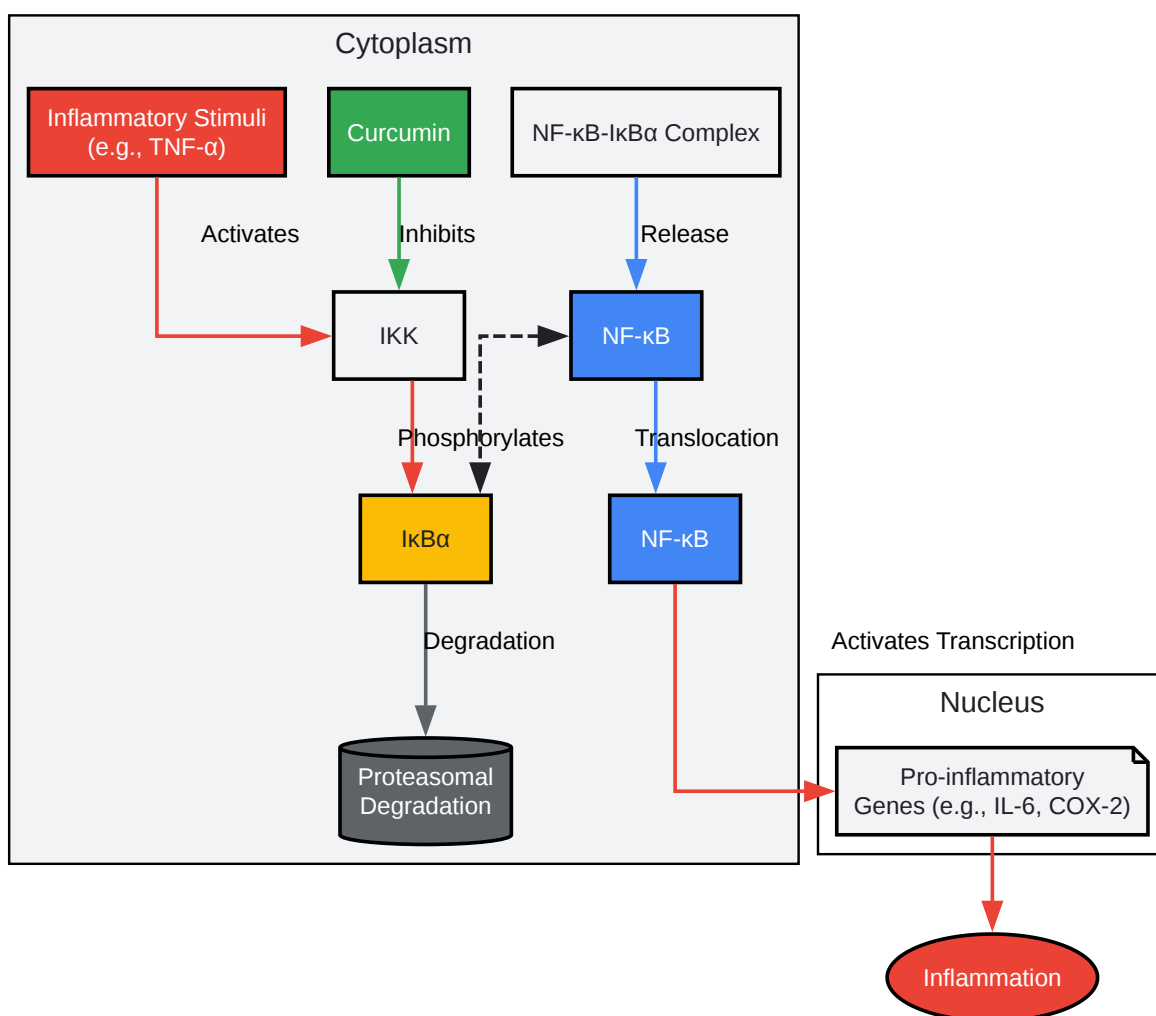 Cytoplasm
Inflammatory Stimuli
(e.g., TNF-α)
Curcumin
NF-κB-IκBα Complex
Activates
Inhibits
Release
IKK
NF-κB
Phosphorylates
Translocation
IκBα
NF-κB
Degradation
Activates Transcription
Nucleus
Proteasomal
Degradation
Pro-inflammatory
Genes (e.g., IL-6, COX-2)
Inflammation